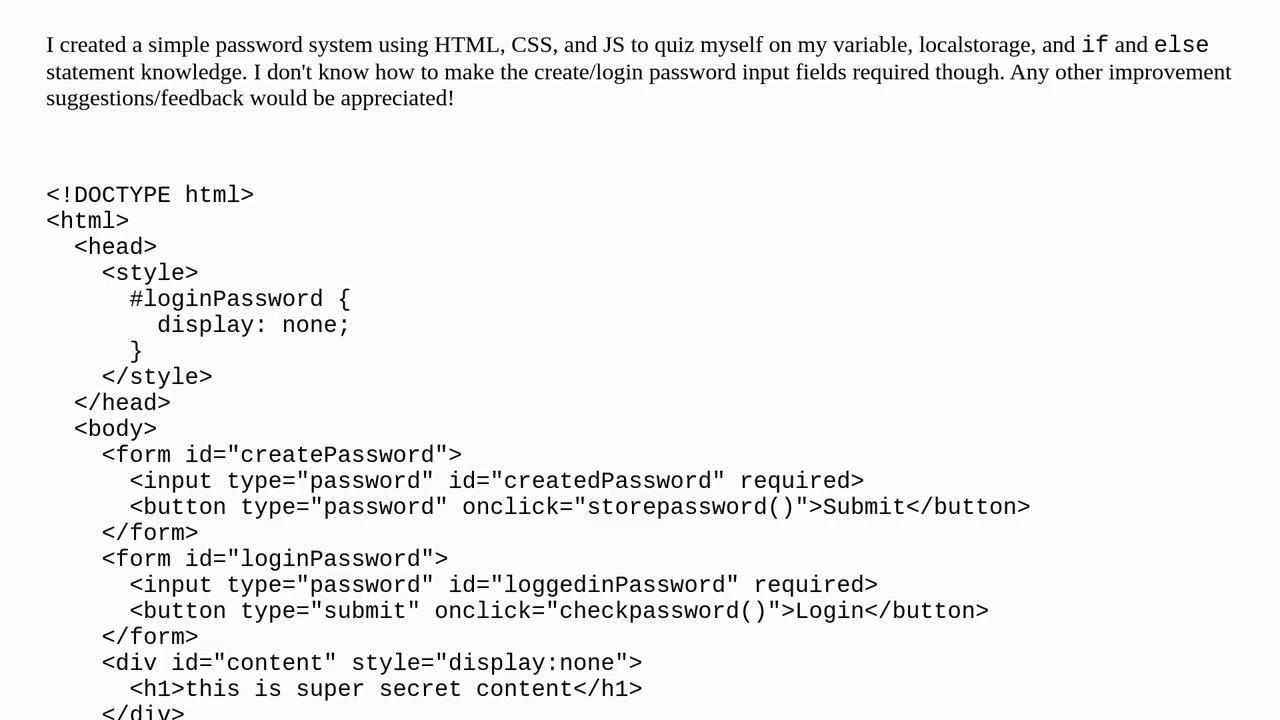 I created a simple password system using HTML, CSS, and JS to quiz myself on my variable, localstorage, and if and else
statement knowledge. I don't know how to make the create/login password input fields required though. Any other improvement
suggestions/feedback would be appreciated!
<!DOCTYPE html>
<html>
  <head>
    <style>
      #loginPassword {
        display: none;
      }
    </style>
  </head>
  <body>
    <form id="createPassword">
      <input type="password" id="createdPassword" required>
      <button type="password" onclick="storepassword()">Submit</button>
    </form>
    <form id="loginPassword">
      <input type="password" id="loggedinPassword" required>
      <button type="submit" onclick="checkpassword()">Login</button>
    </form>
    <div id="content" style="display:none">
      <h1>this is super secret content</h1>
    </div>